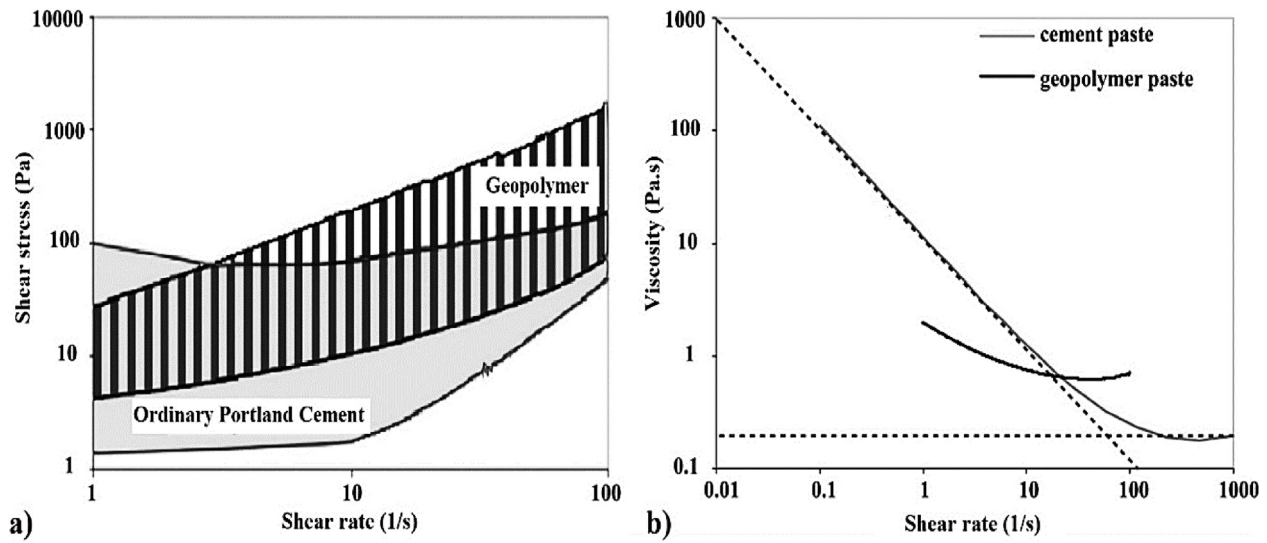 10000
1000
100
10
1
Shear stress (Pa)
Geopolymer
Ordinary Portland Cement
1
10
100
Shear rate (1/s)
a)
1000
100
10
1
0.1
Viscosity (Pa.s)
cement paste
geopolymer paste
0.01
0.1
1
10
100
1000
Shear rate (1/s)
b)